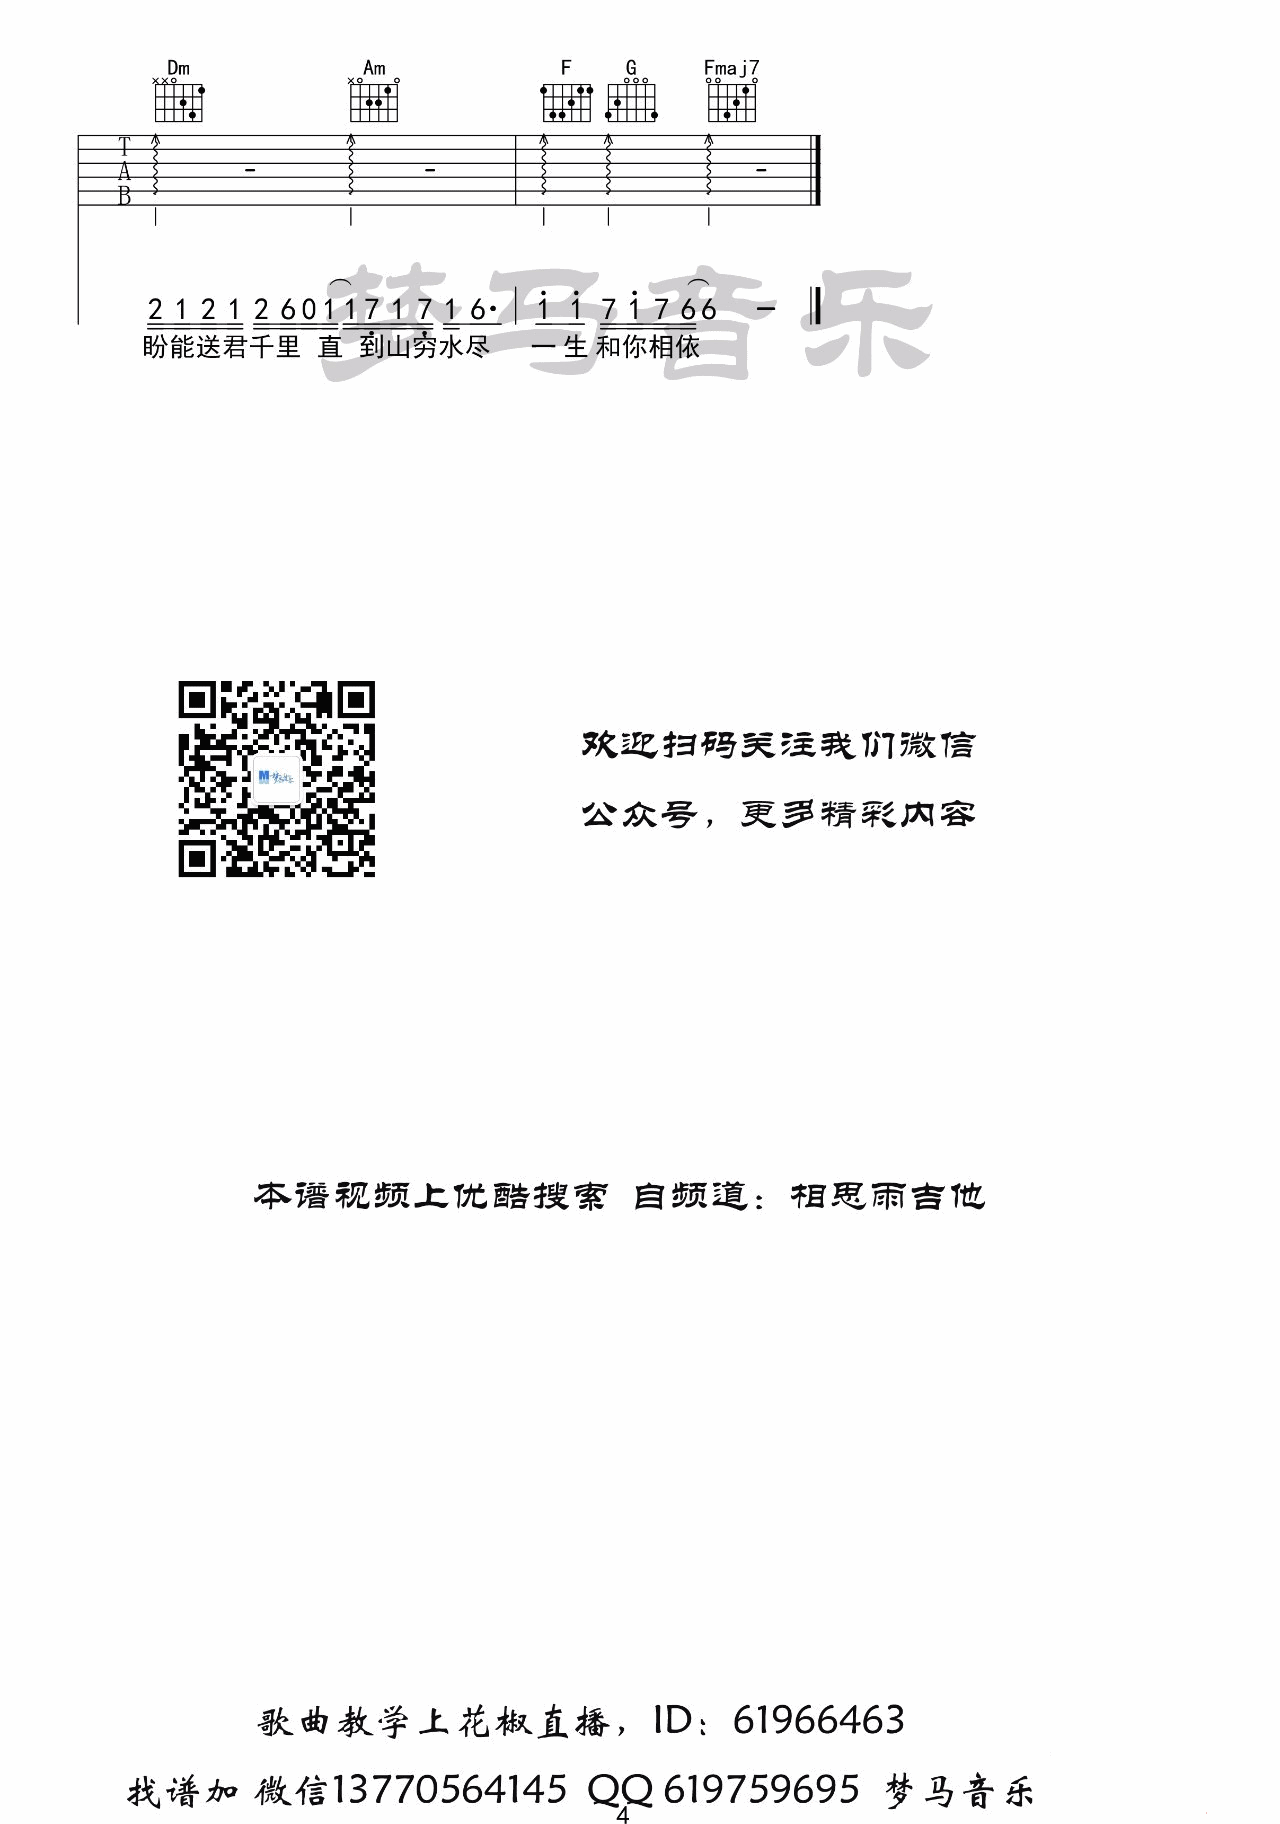 Dm Am F G Fmaj7
T
A
B
梦马音乐
2 1 2 1 2 6 0 1 1 7 1 7 1 6· 1 1 7 1 7 6 6 –
盼能送君千里 直 到山穷水尽 一 生 和你相依
欢迎扫码关注我们微信
公众号，更多精彩内容
本谱视频上优酷搜索 自频道：相思雨吉他
歌曲教学上花椒直播，ID：61966463
找谱加 微信13770564145 QQ 619759695 梦马音乐
4